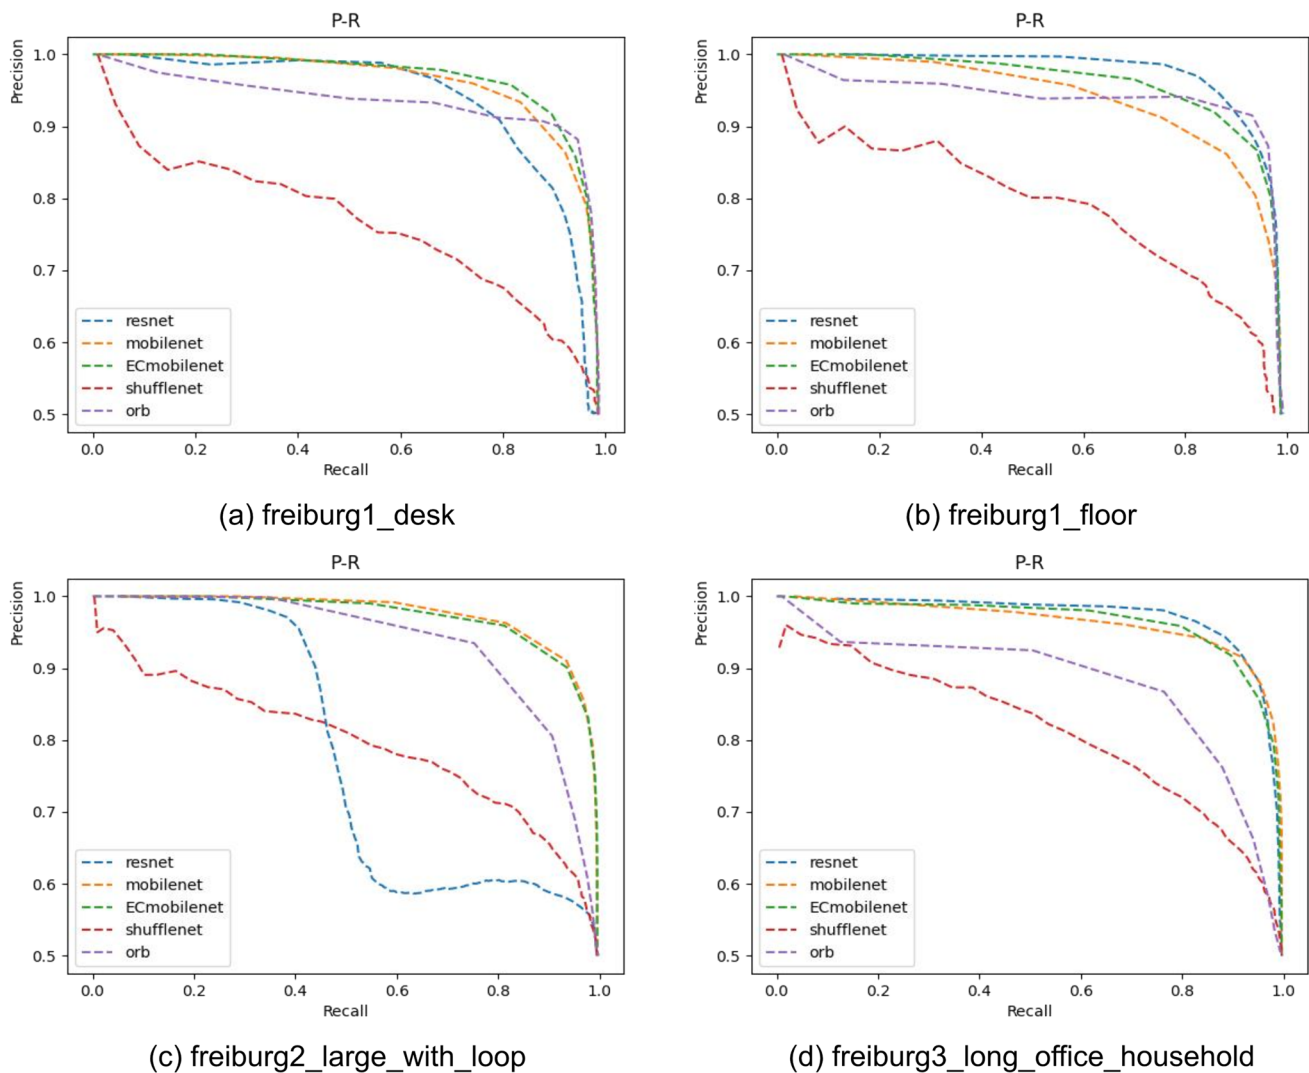 P-R
Precision
1.0
0.9
0.8
0.7
0.6
0.5
resnet
mobilenet
ECmobilenet
shufflenet
orb
0.0 0.2 0.4 0.6 0.8 1.0
Recall
(a) freiburg1_desk
P-R
Precision
1.0
0.9
0.8
0.7
0.6
0.5
resnet
mobilenet
ECmobilenet
shufflenet
orb
0.0 0.2 0.4 0.6 0.8 1.0
Recall
(b) freiburg1_floor
P-R
Precision
1.0
0.9
0.8
0.7
0.6
0.5
resnet
mobilenet
ECmobilenet
shufflenet
orb
0.0 0.2 0.4 0.6 0.8 1.0
Recall
(c) freiburg2_large_with_loop
P-R
Precision
1.0
0.9
0.8
0.7
0.6
0.5
resnet
mobilenet
ECmobilenet
shufflenet
orb
0.0 0.2 0.4 0.6 0.8 1.0
Recall
(d) freiburg3_long_office_household